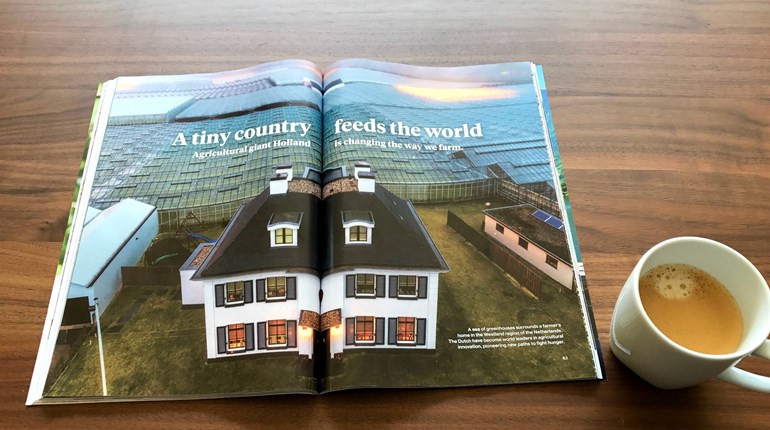 A tiny country feeds the world
Agricultural giant Holland is changing the way we farm.
A sea of greenhouses surrounds a farmer's
home in the Westland region of the Netherlands.
The Dutch have become world leaders in agricultural
innovation, pioneering new paths to fight hunger.
83